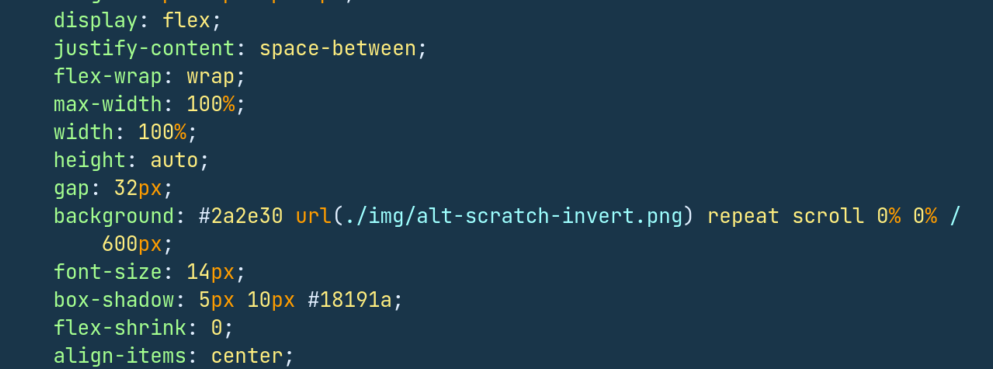 display: flex;
justify-content: space-between;
flex-wrap: wrap;
max-width: 100%;
width: 100%;
height: auto;
gap: 32px;
background: #2a2e30 url(./img/alt-scratch-invert.png) repeat scroll 0% 0% /
600px;
font-size: 14px;
box-shadow: 5px 10px #18191a;
flex-shrink: 0;
align-items: center;